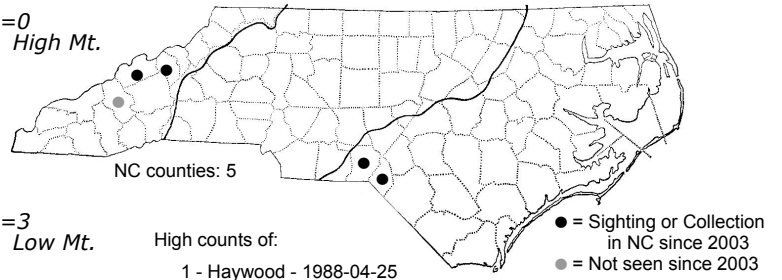 =0
High Mt.
NC counties: 5
=3
Low Mt.
High counts of:
1 - Haywood - 1988-04-25
= Sighting or Collection
in NC since 2003
= Not seen since 2003